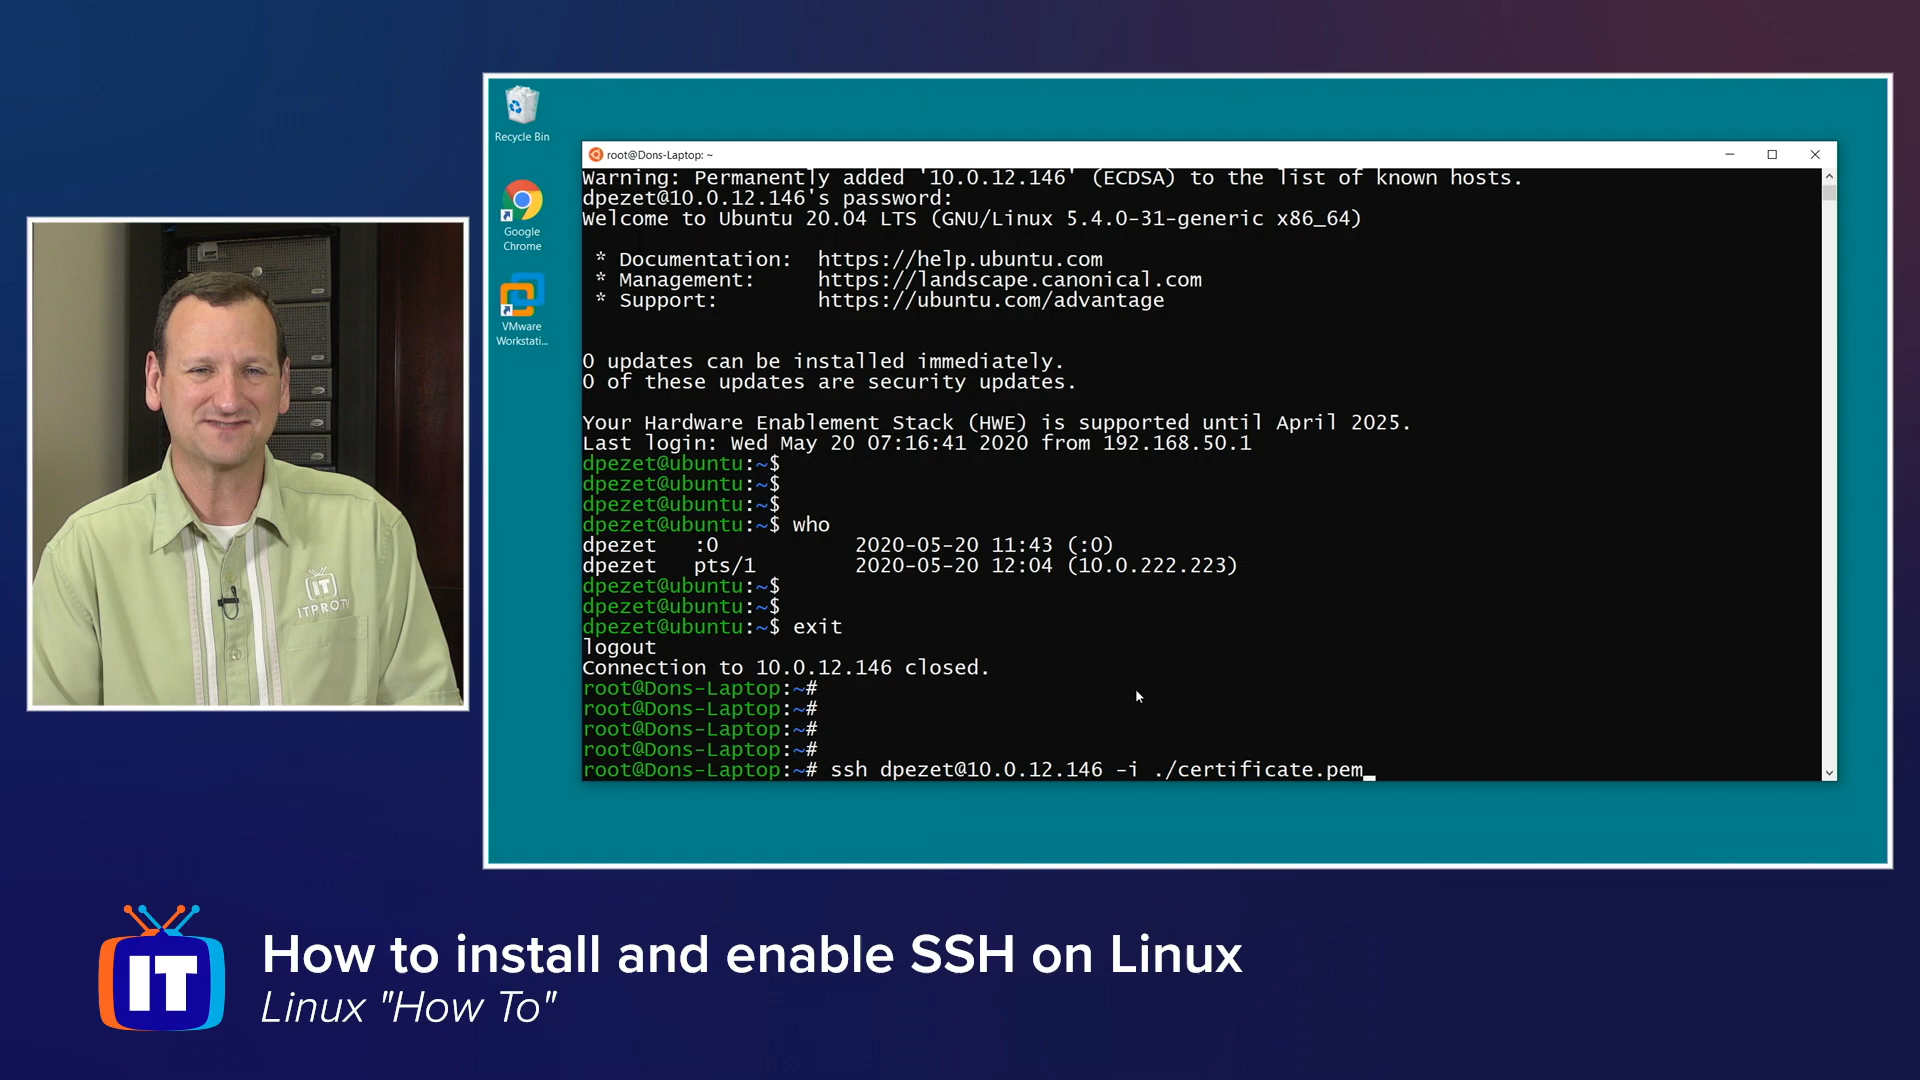 Recycle Bin
Google
Chrome
VMware
Workstati...
root@Dons-Laptop: ~
Warning: Permanently added '10.0.12.146' (ECDSA) to the list of known hosts.
dpezet@10.0.12.146's password:
Welcome to Ubuntu 20.04 LTS (GNU/Linux 5.4.0-31-generic x86_64)
* Documentation:  https://help.ubuntu.com
* Management:     https://landscape.canonical.com
* Support:        https://ubuntu.com/advantage
0 updates can be installed immediately.
0 of these updates are security updates.
Your Hardware Enablement Stack (HWE) is supported until April 2025.
Last login: Wed May 20 07:16:41 2020 from 192.168.50.1
dpezet@ubuntu:~$
dpezet@ubuntu:~$
dpezet@ubuntu:~$
dpezet@ubuntu:~$ who
dpezet   :0           2020-05-20 11:43 (:0)
dpezet   pts/1        2020-05-20 12:04 (10.0.222.223)
dpezet@ubuntu:~$
dpezet@ubuntu:~$
dpezet@ubuntu:~$ exit
logout
Connection to 10.0.12.146 closed.
root@Dons-Laptop:~#
root@Dons-Laptop:~#
root@Dons-Laptop:~#
root@Dons-Laptop:~#
root@Dons-Laptop:~# ssh dpezet@10.0.12.146 -i ./certificate.pem
IT
ITPRO.TV
IT
How to install and enable SSH on Linux
Linux "How To"